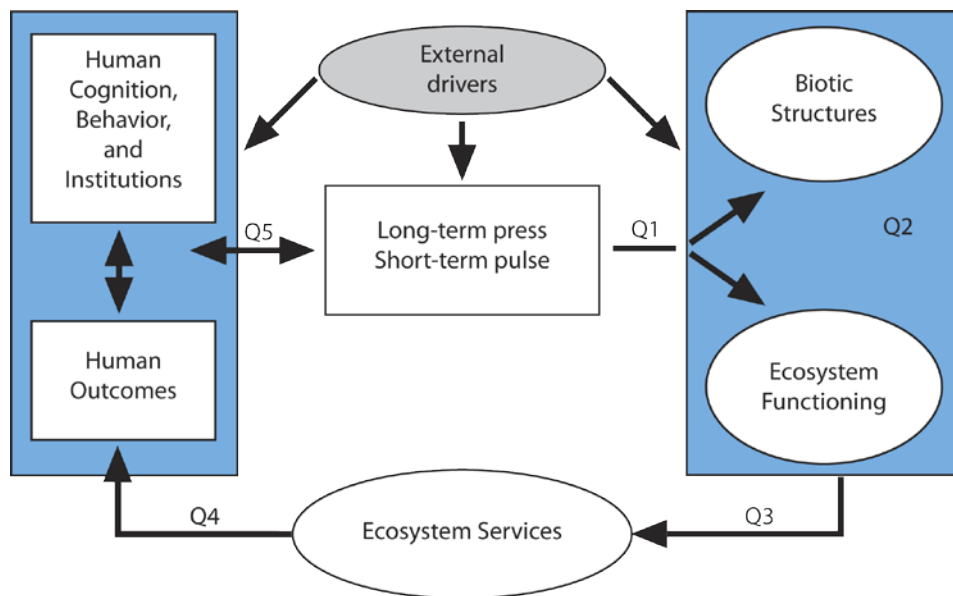 Human
Cognition,
Behavior,
and
Institutions
External
drivers
Biotic
Structures
Q5
Long-term press
Short-term pulse
Q1
Q2
Human
Outcomes
Ecosystem
Functioning
Q4
Ecosystem Services
Q3